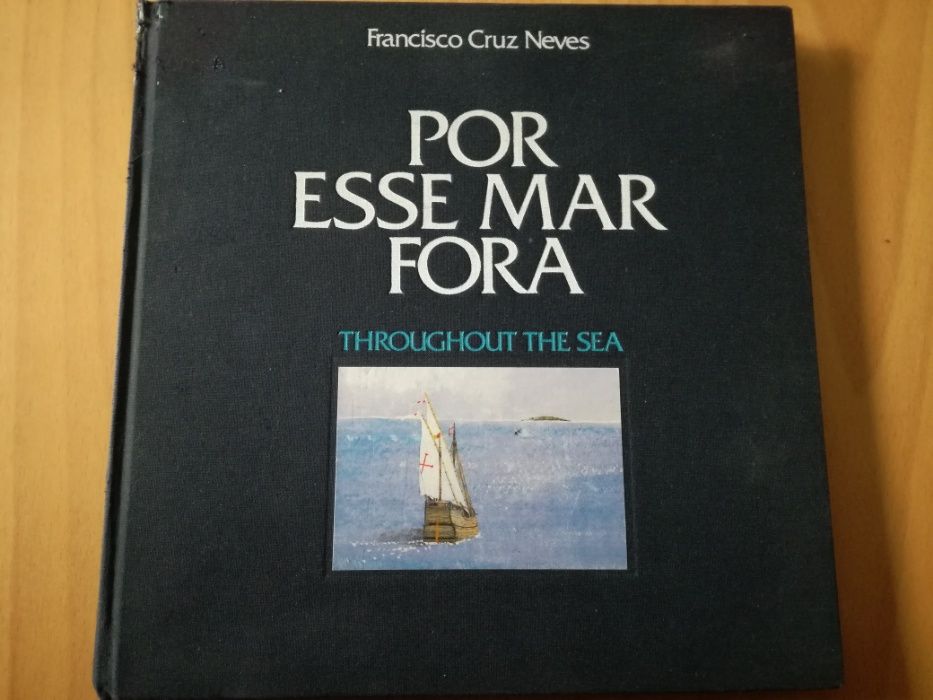 Francisco Cruz Neves
POR
ESSE MAR
FORA
THROUGHOUT THE SEA